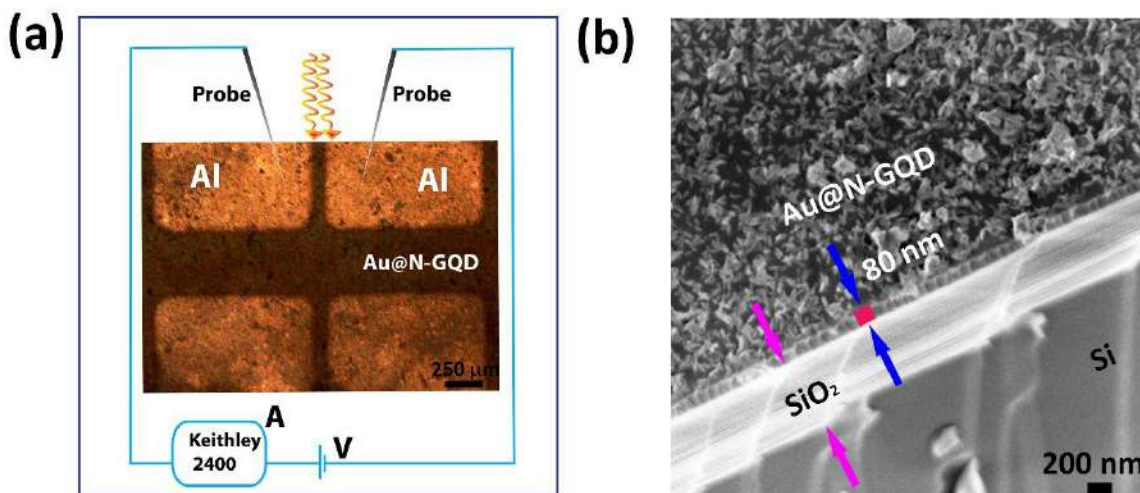 (a)
Probe
Probe
Al
Al
Au@N-GQD
250 µm
A
Keithley
2400
V
(b)
Au@N-GQD
80 nm
SiO₂
Si
200 nm